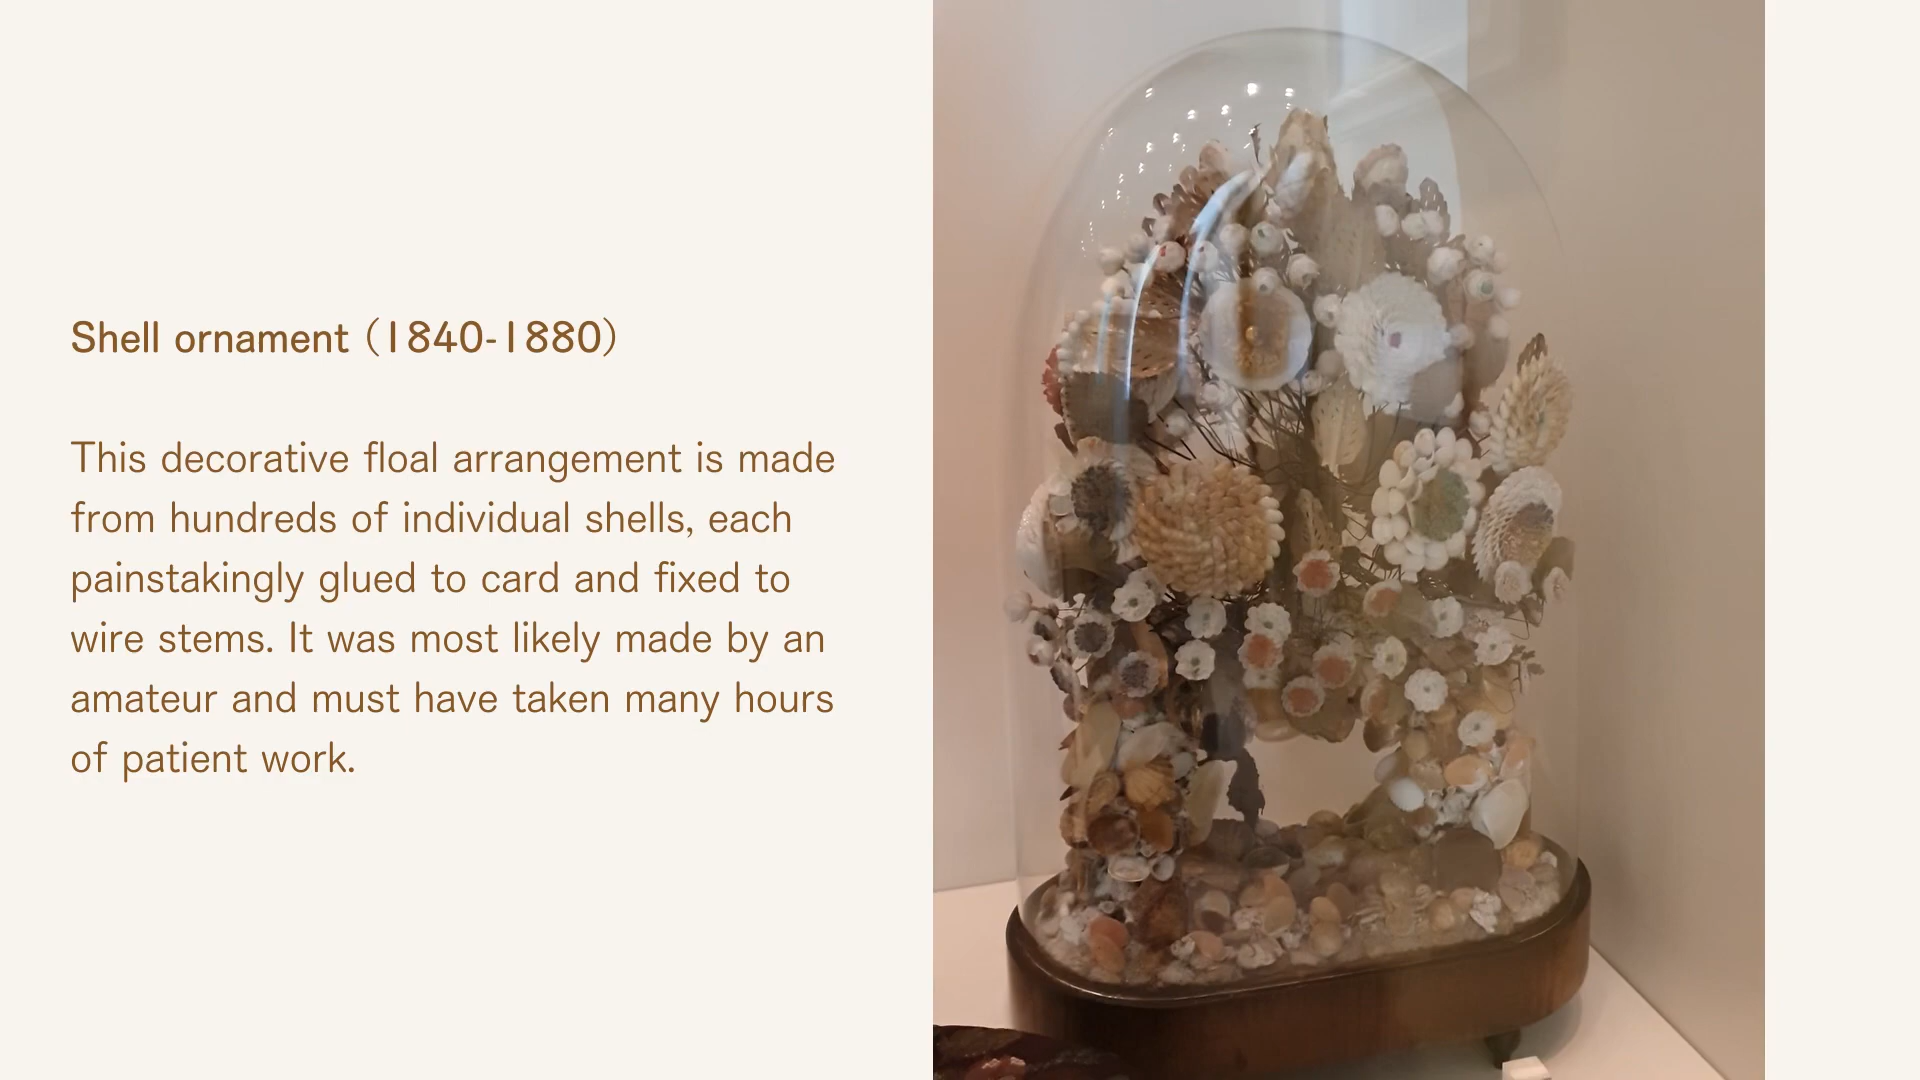 Shell ornament (1840-1880)
This decorative floal arrangement is made
from hundreds of individual shells, each
painstakingly glued to card and fixed to
wire stems. It was most likely made by an
amateur and must have taken many hours
of patient work.